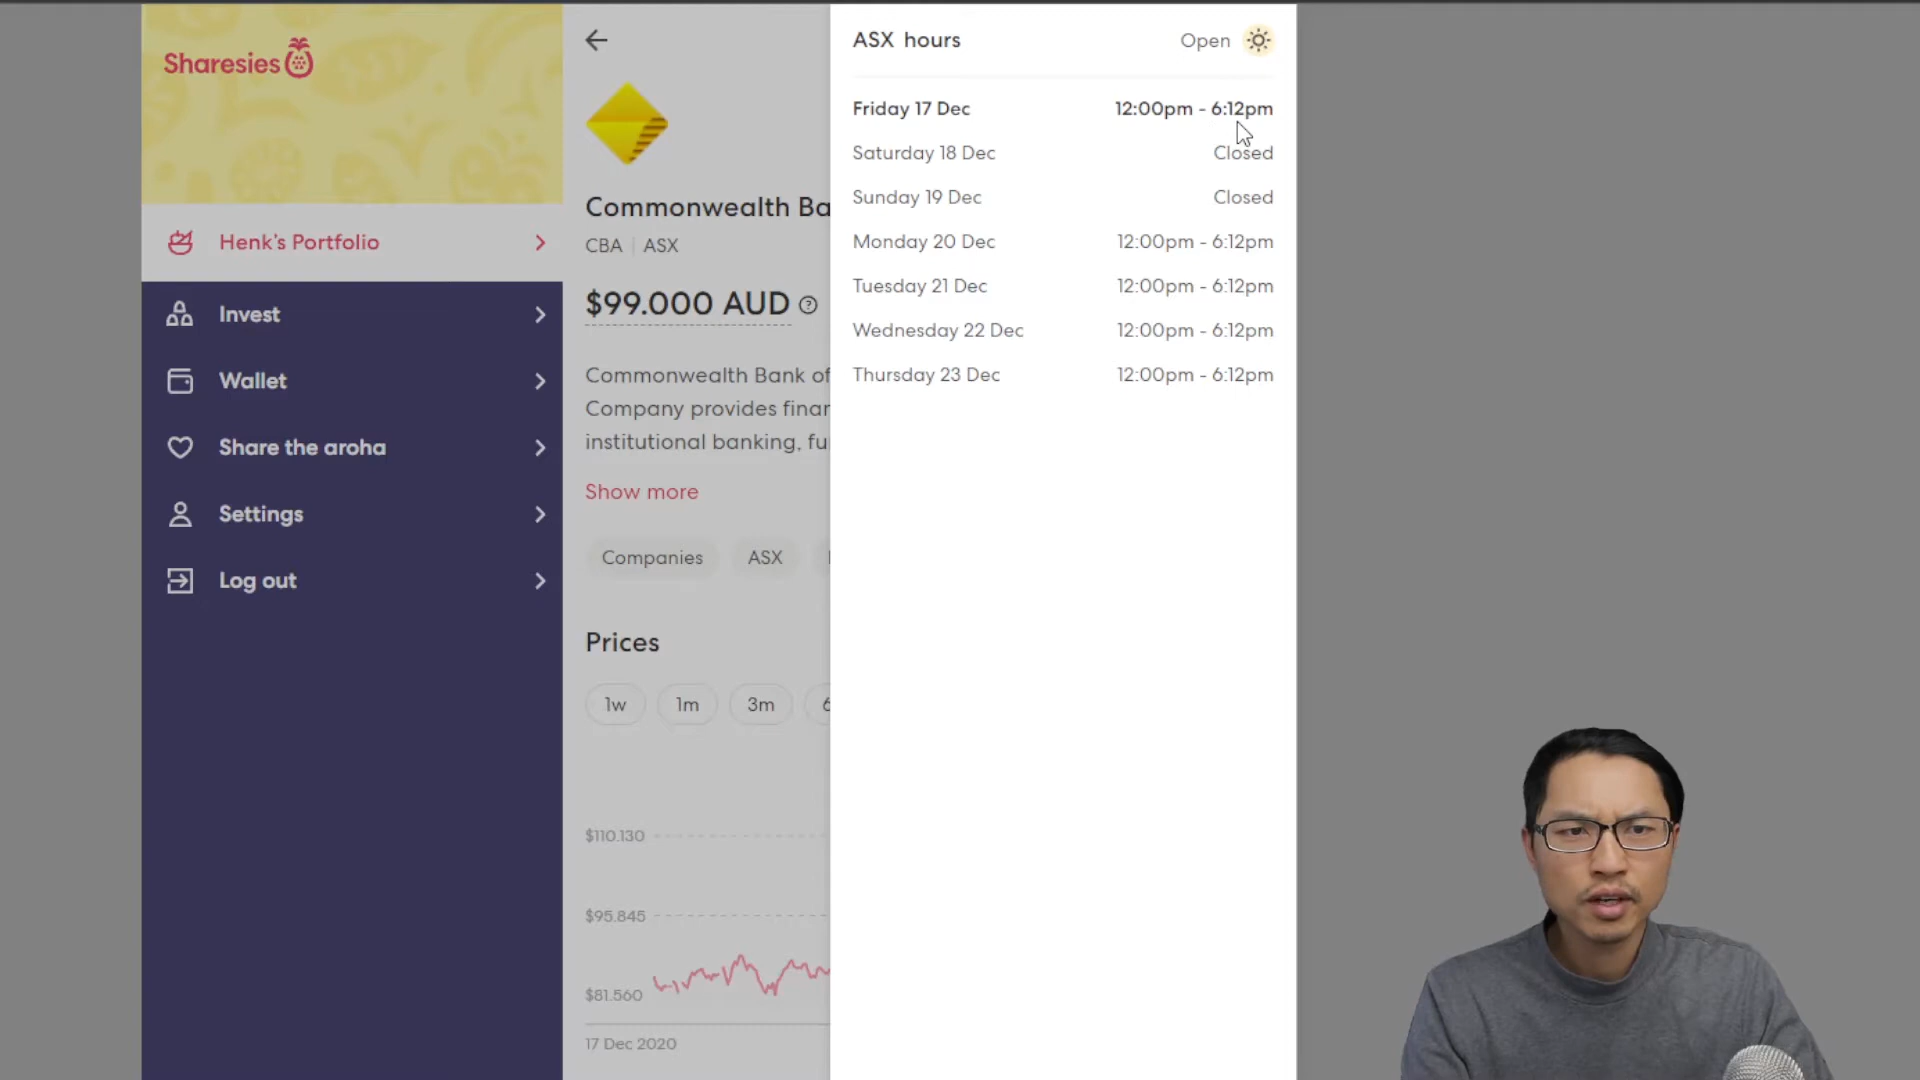 Sharesies
Henk's Portfolio
Invest
Wallet
Share the aroha
Settings
Log out
Commonwealth Ba
CBA | ASX
$99.000 AUD ?
Commonwealth Bank of
Company provides finan
institutional banking, fu
Show more
Companies ASX
Prices
1w 1m 3m 6
$110.130
$95.845
$81.560
17 Dec 2020
ASX hours Open
Friday 17 Dec 12:00pm - 6:12pm
Saturday 18 Dec Closed
Sunday 19 Dec Closed
Monday 20 Dec 12:00pm - 6:12pm
Tuesday 21 Dec 12:00pm - 6:12pm
Wednesday 22 Dec 12:00pm - 6:12pm
Thursday 23 Dec 12:00pm - 6:12pm